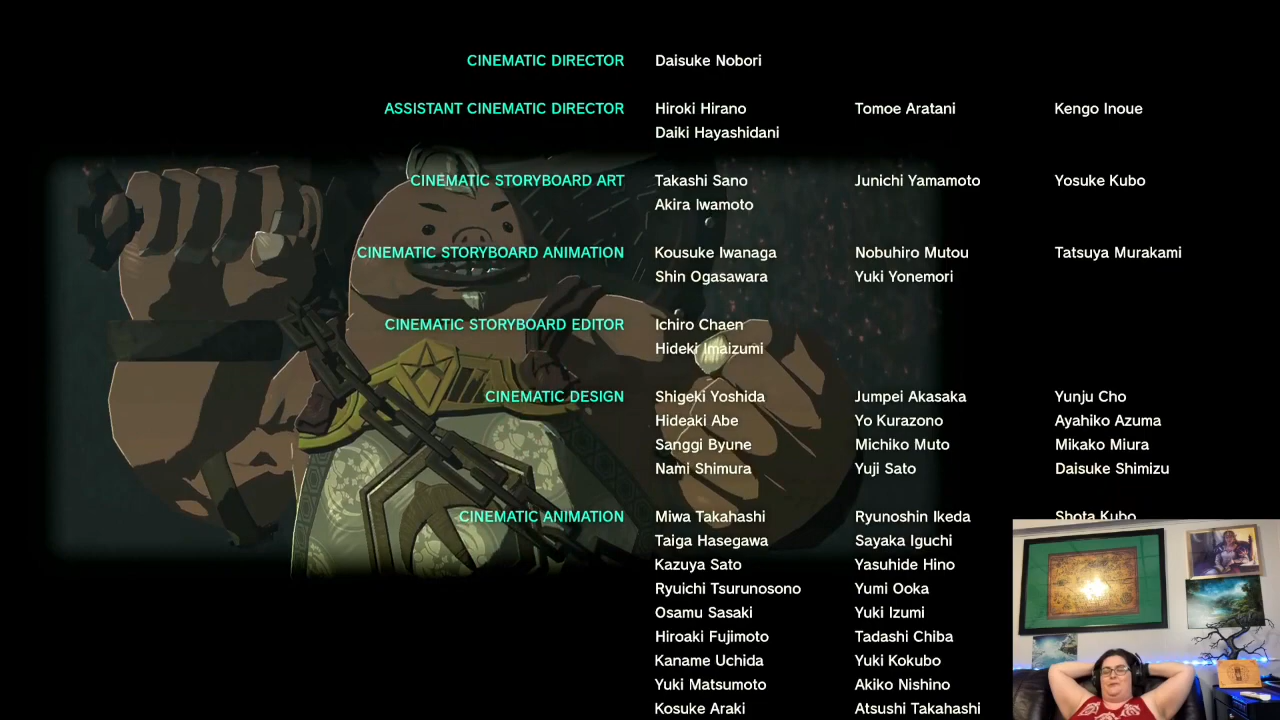 CINEMATIC DIRECTOR Daisuke Nobori
ASSISTANT CINEMATIC DIRECTOR Hiroki Hirano Tomoe Aratani Kengo Inoue
Daiki Hayashidani
CINEMATIC STORYBOARD ART Takashi Sano Junichi Yamamoto Yosuke Kubo
Akira Iwamoto
CINEMATIC STORYBOARD ANIMATION Kousuke Iwanaga Nobuhiro Mutou Tatsuya Murakami
Shin Ogasawara Yuki Yonemori
CINEMATIC STORYBOARD EDITOR Ichiro Chaen
Hideki Imaizumi
CINEMATIC DESIGN Shigeki Yoshida Jumpei Akasaka Yunju Cho
Hideaki Abe Yo Kurazono Ayahiko Azuma
Sanggi Byune Michiko Muto Mikako Miura
Nami Shimura Yuji Sato Daisuke Shimizu
CINEMATIC ANIMATION Miwa Takahashi Ryunoshin Ikeda Shota Kubo
Taiga Hasegawa Sayaka Iguchi
Kazuya Sato Yasuhide Hino
Ryuichi Tsurunosono Yumi Ooka
Osamu Sasaki Yuki Izumi
Hiroaki Fujimoto Tadashi Chiba
Kaname Uchida Yuki Kokubo
Yuki Matsumoto Akiko Nishino
Kosuke Araki Atsushi Takahashi